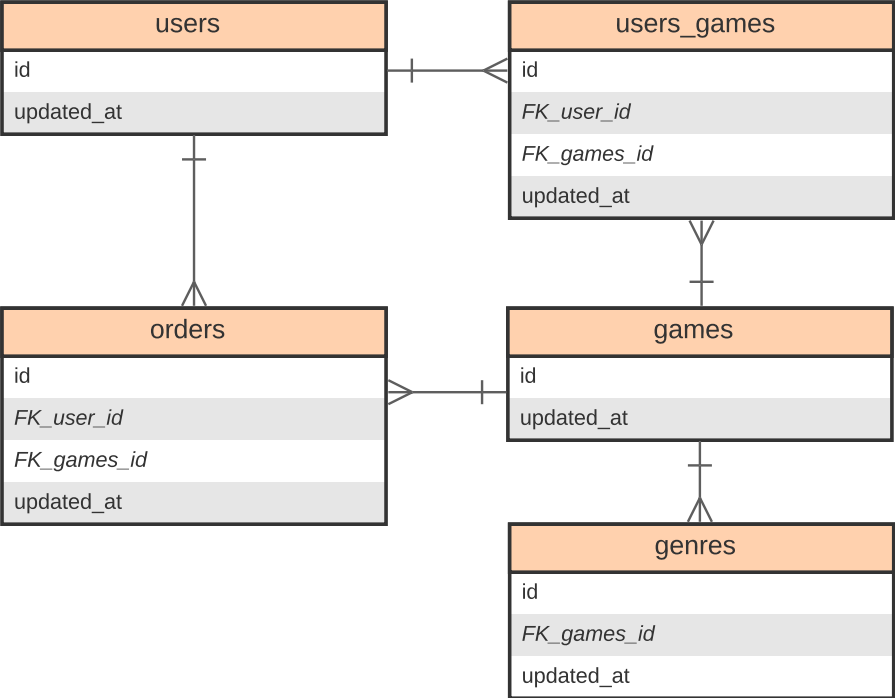 users
id
updated_at
users_games
id
FK_user_id
FK_games_id
updated_at
orders
id
FK_user_id
FK_games_id
updated_at
games
id
updated_at
genres
id
FK_games_id
updated_at